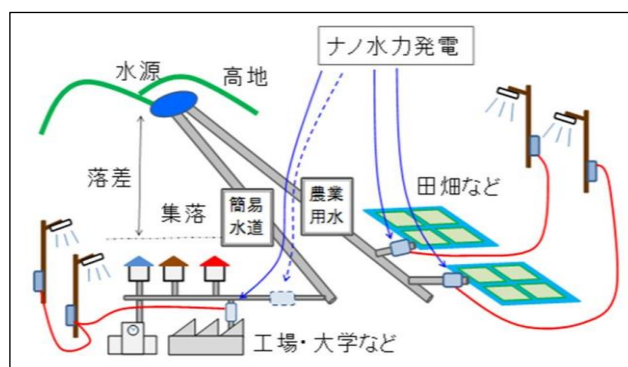 ナノ水力発電
水源
高地
落差
集落
簡易
水道
農業
用水
田畑など
工場・大学など